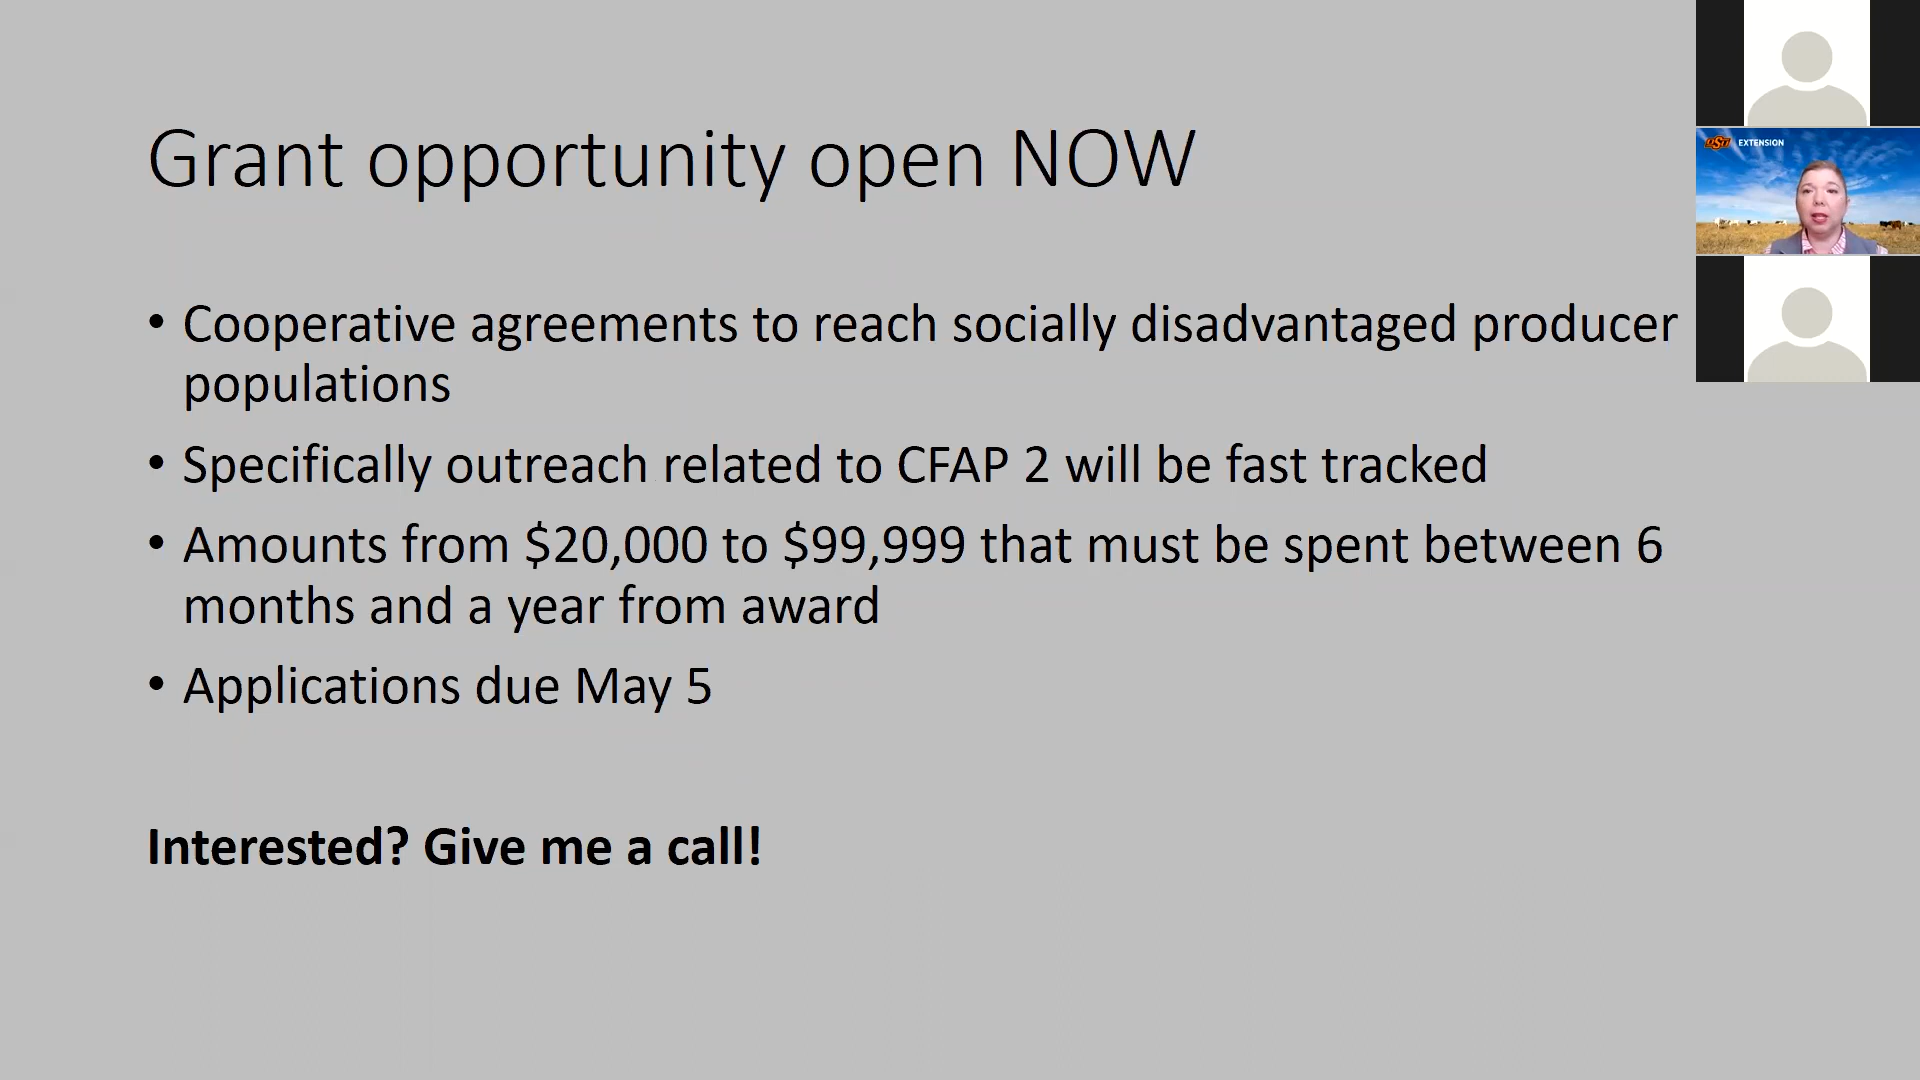 Grant opportunity open NOW
• Cooperative agreements to reach socially disadvantaged producer
populations
• Specifically outreach related to CFAP 2 will be fast tracked
• Amounts from $20,000 to $99,999 that must be spent between 6
months and a year from award
• Applications due May 5
Interested? Give me a call!
OSU EXTENSION